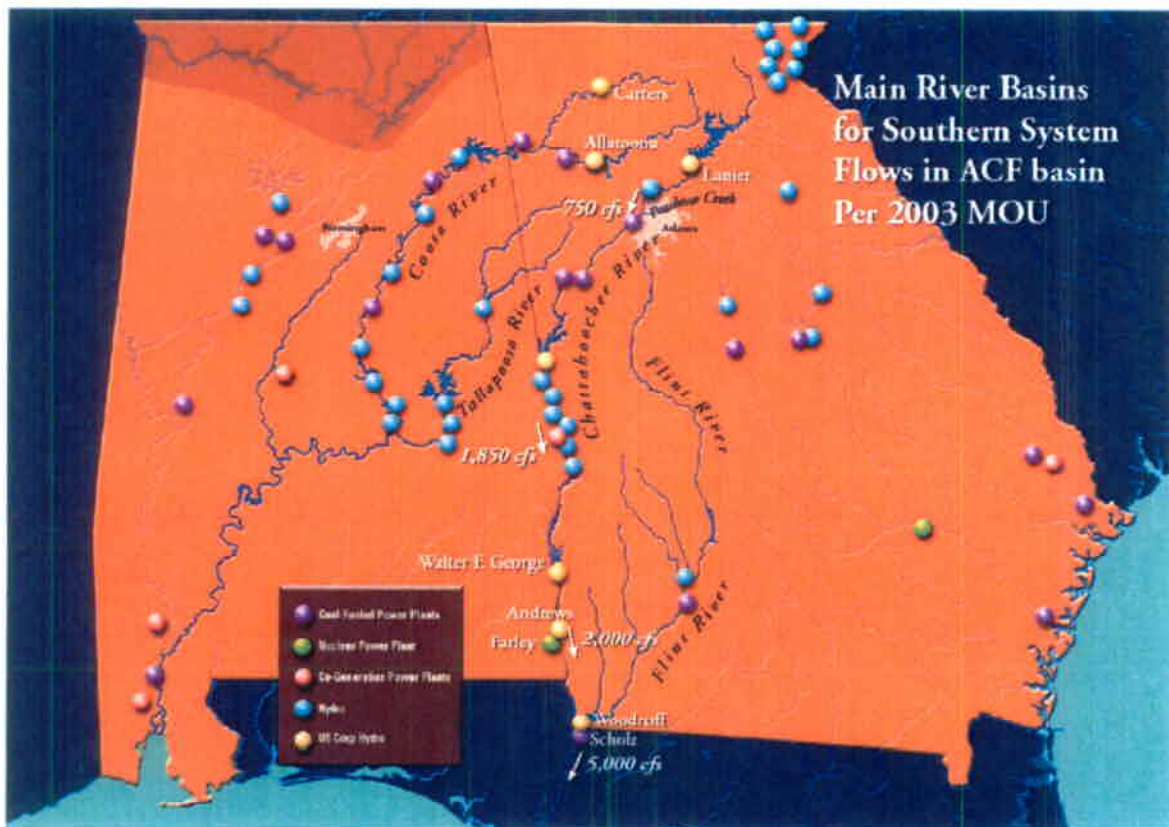 Main River Basins
for Southern System
Flows in ACF basin
Per 2003 MOU
Carters
Allatoona
Lanier
750 cfs
Peachtree Creek
Atlanta
Birmingham
Coosa River
Tallapoosa River
Chattahoochee River
Flint River
1,850 cfs
Walter F. George
Andrews
Farley
2,000 cfs
Flint River
Woodruff
Scholz
5,000 cfs
Coal Fueled Power Plants
Nuclear Power Plant
Co-Generation Power Plants
Hydro
US Corp Hydro